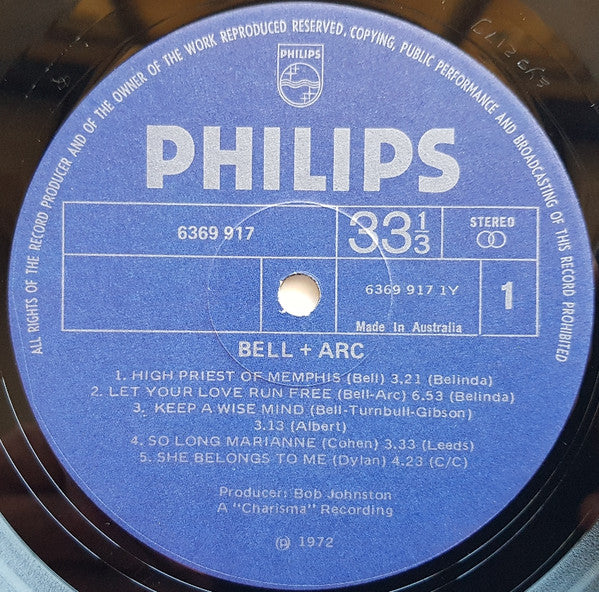 ALL RIGHTS OF THE RECORD PRODUCER AND OF THE OWNER OF THE WORK REPRODUCED RESERVED. COPYING, PUBLIC PERFORMANCE AND BROADCASTING OF THIS RECORD PROHIBITED
PHILIPS
PHILIPS
6369 917
33 1/3
STEREO
6369 917 1Y
1
Made In Australia
BELL + ARC
1. HIGH PRIEST OF MEMPHIS (Bell) 3.21 (Belinda)
2. LET YOUR LOVE RUN FREE (Bell-Arc) 6.53 (Belinda)
3. KEEP A WISE MIND (Bell-Turnbull-Gibson)
3.13 (Albert)
4. SO LONG MARIANNE (Cohen) 3.33 (Leeds)
5. SHE BELONGS TO ME (Dylan) 4.23 (C/C)
Producer: Bob Johnston
A "Charisma" Recording
℗ 1972